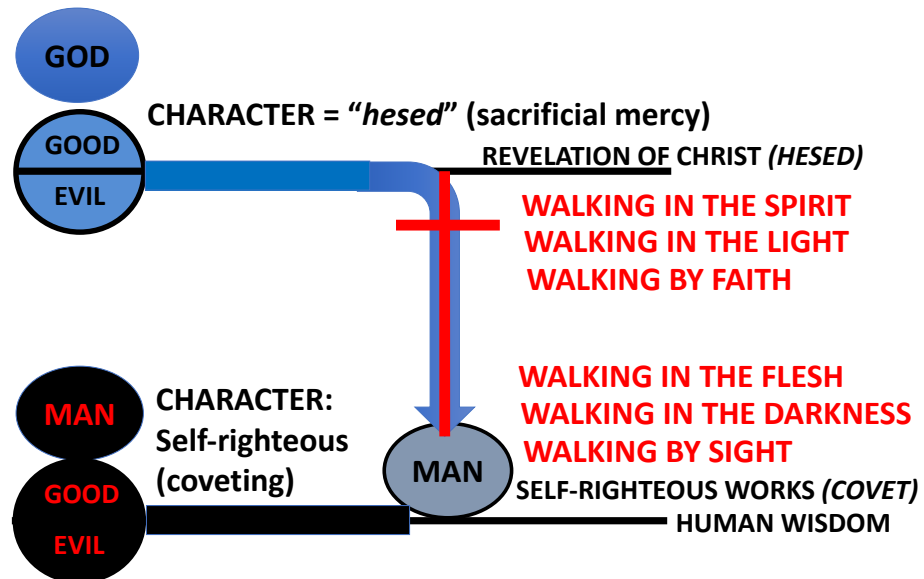 GOD
CHARACTER = “hesed” (sacrificial mercy)
GOOD
EVIL
REVELATION OF CHRIST (HESED)
WALKING IN THE SPIRIT
WALKING IN THE LIGHT
WALKING BY FAITH
MAN
GOOD
EVIL
CHARACTER:
Self-righteous
(coveting)
MAN
WALKING IN THE FLESH
WALKING IN THE DARKNESS
WALKING BY SIGHT
SELF-RIGHTEOUS WORKS (COVET)
HUMAN WISDOM